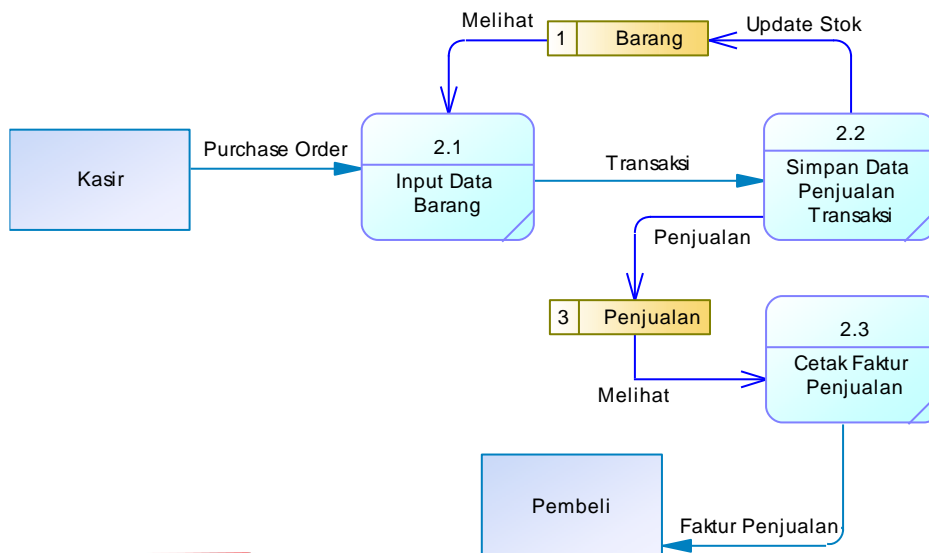 Melihat
1 Barang
Update Stok
Kasir
Purchase Order
2.1
Input Data
Barang
Transaksi
2.2
Simpan Data
Penjualan
Transaksi
Penjualan
3 Penjualan
Melihat
2.3
Cetak Faktur
Penjualan
Pembeli
Faktur Penjualan